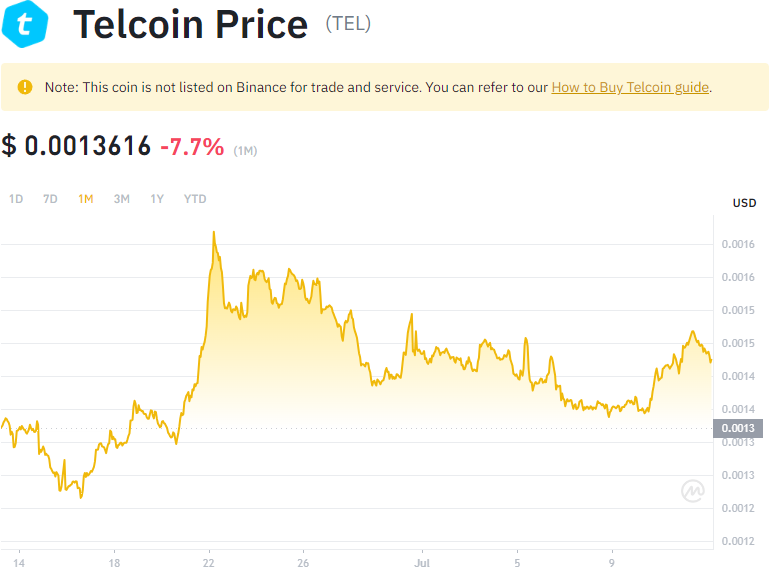 Telcoin Price (TEL)
Note: This coin is not listed on Binance for trade and service. You can refer to our How to Buy Telcoin guide.
$ 0.0013616 -7.7% (1M)
1D 7D 1M 3M 1Y YTD
USD
0.0016
0.0016
0.0015
0.0015
0.0014
0.0014
0.0013
0.0013
0.0013
0.0012
0.0012
14 18 22 26 Jul 5 9